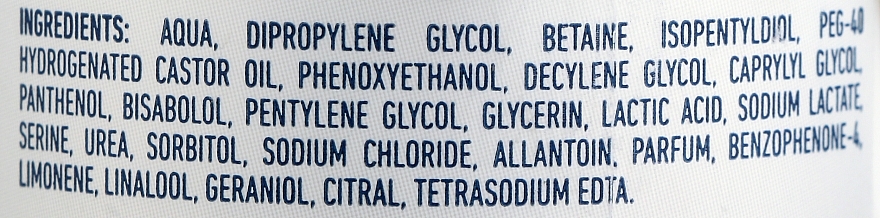 INGREDIENTS: AQUA, DIPROPYLENE GLYCOL, BETAINE, ISOPENTYLDIOL, PEG-40
HYDROGENATED CASTOR OIL, PHENOXYETHANOL, DECYLENE GLYCOL, CAPRYLYL GLYCOL,
PANTHENOL, BISABOLOL, PENTYLENE GLYCOL, GLYCERIN, LACTIC ACID, SODIUM LACTATE,
SERINE, UREA, SORBITOL, SODIUM CHLORIDE, ALLANTOIN, PARFUM, BENZOPHENONE-4,
LIMONENE, LINALOOL, GERANIOL, CITRAL, TETRASODIUM EDTA.